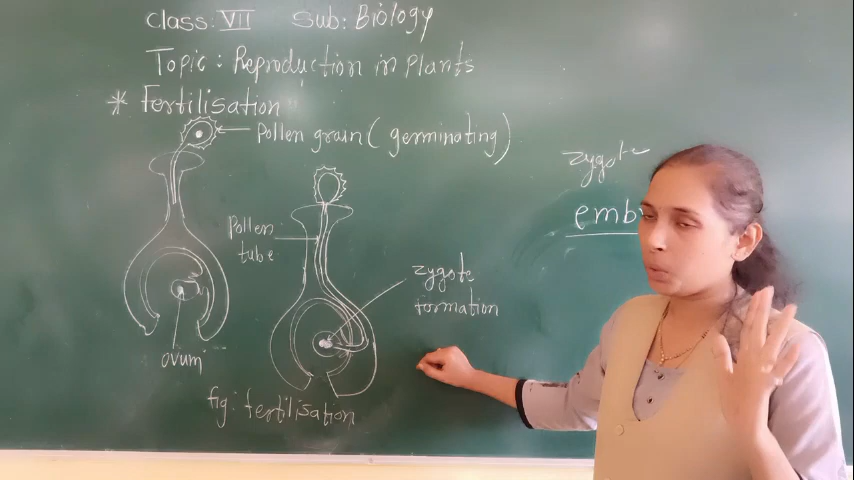 Class: VII Sub: Biology
Topic: Reproduction in Plants
* Fertilisation
Pollen grain (germinating)
zygote
emb
Pollen
tube
zygote
formation
ovum
fig: fertilisation